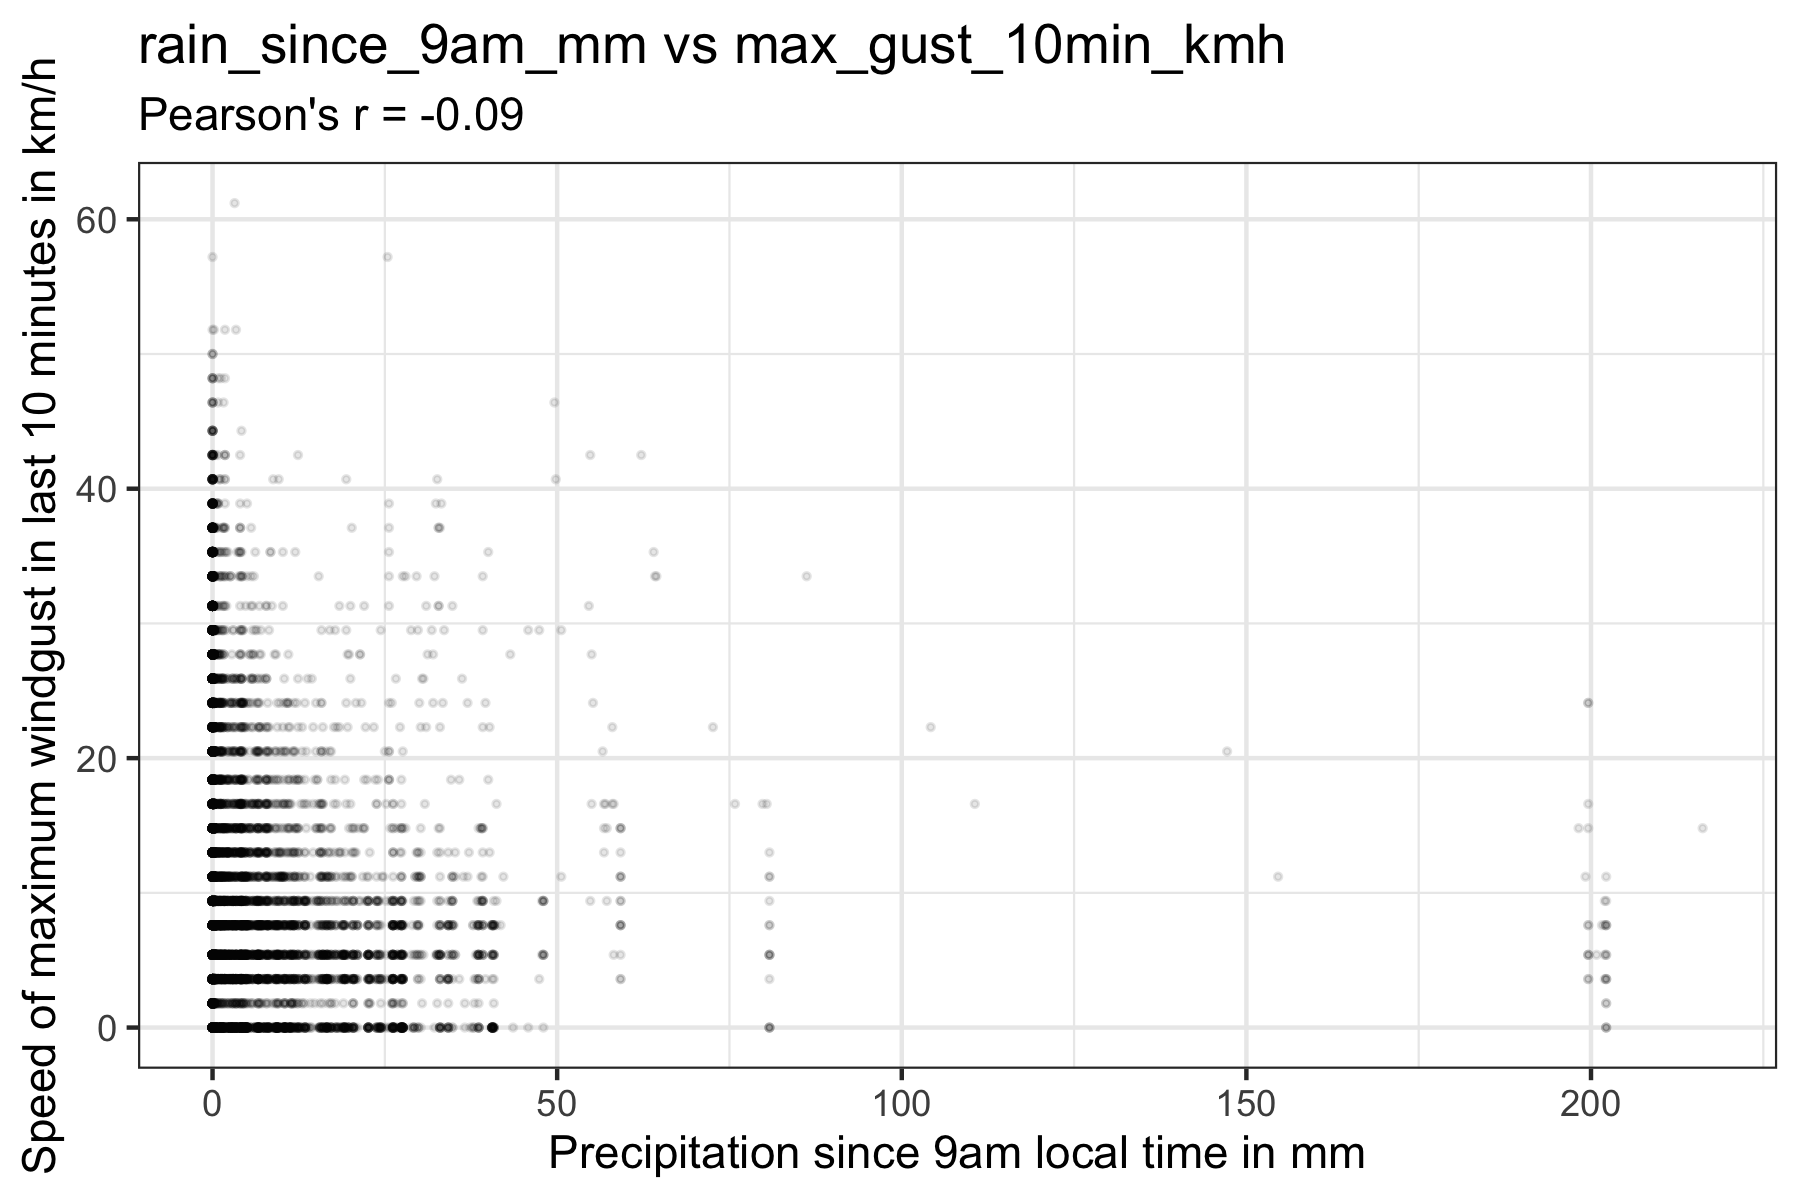 rain_since_9am_mm vs max_gust_10min_kmh
Pearson's r = -0.09
Speed of maximum windgust in last 10 minutes in km/h
60
40
20
0
0 50 100 150 200
Precipitation since 9am local time in mm